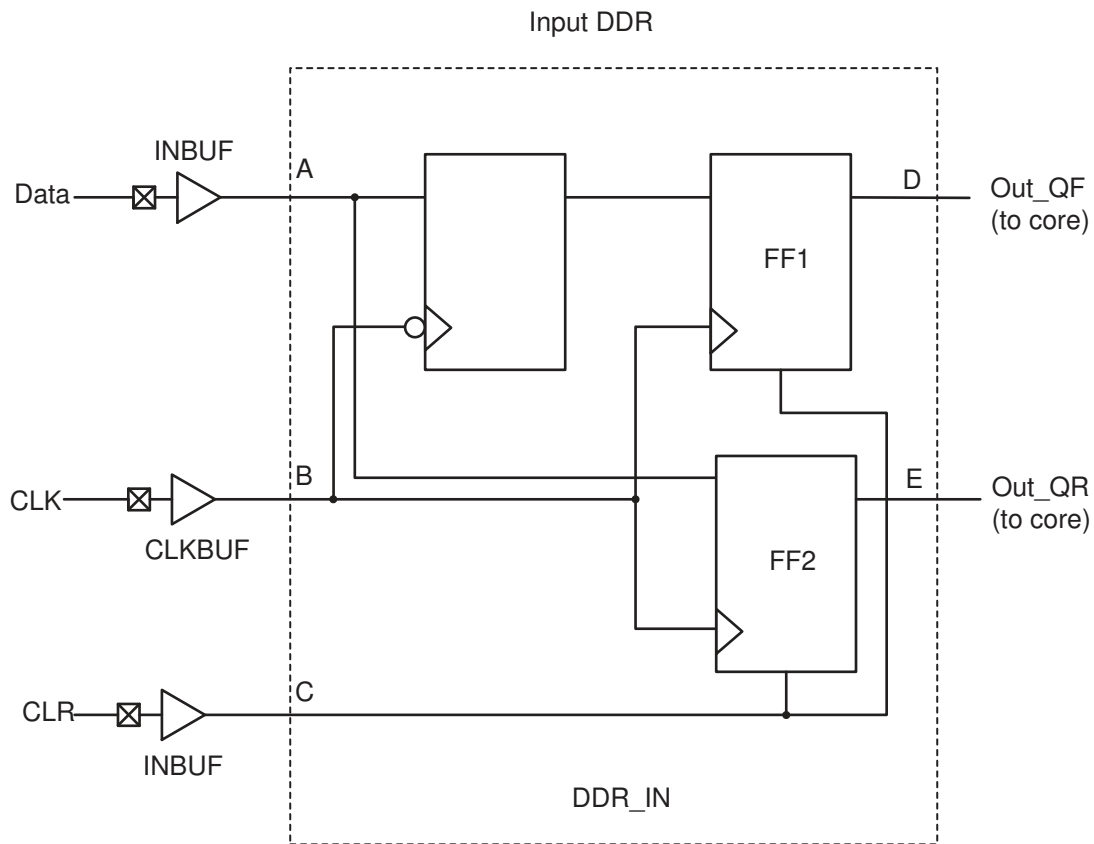 Input DDR
INBUF
Data
A
D
Out_QF
(to core)
FF1
CLK
B
CLKBUF
E
Out_QR
(to core)
FF2
CLR
C
INBUF
DDR_IN